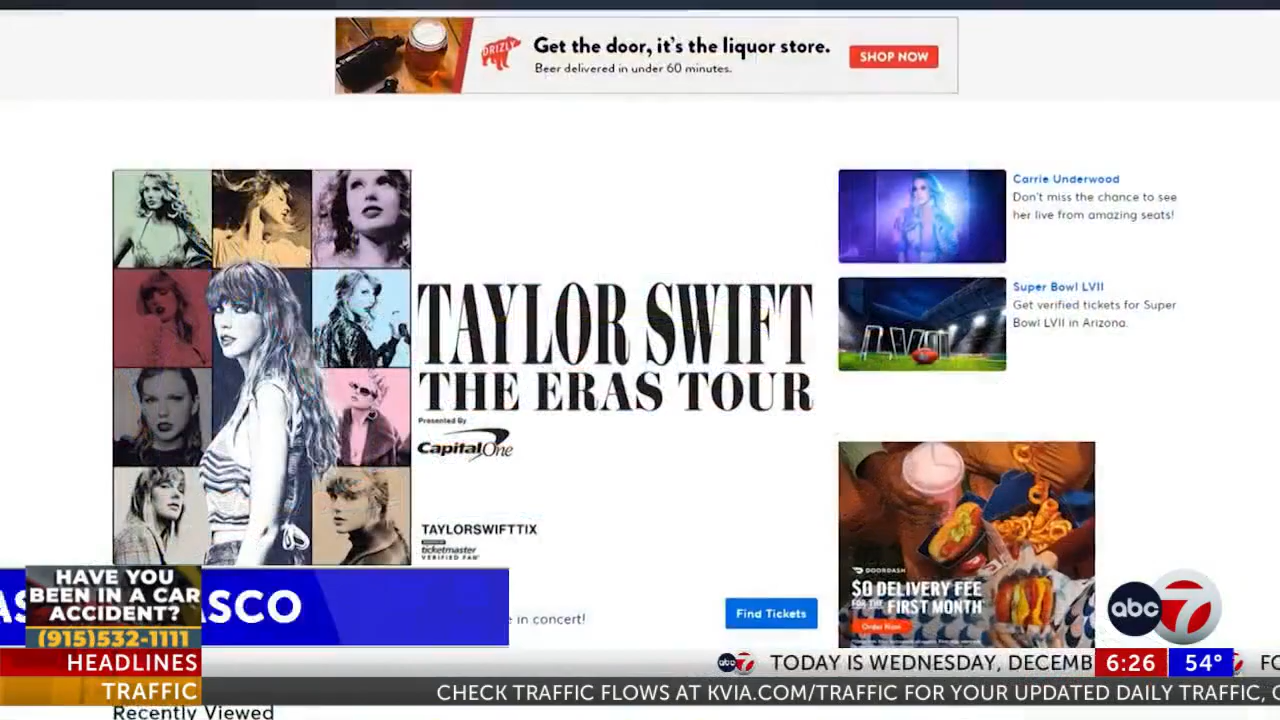 DRIZLY
Get the door, it's the liquor store.
Beer delivered in under 60 minutes.
SHOP NOW
Carrie Underwood
Don't miss the chance to see
her live from amazing seats!
Super Bowl LVII
Get verified tickets for Super
Bowl LVII in Arizona.
TAYLOR SWIFT
THE ERAS TOUR
Presented By
CapitalOne
TAYLORSWIFTTIX
ticketmaster
VERIFIED FAN
DOORDASH
$0 DELIVERY FEE
FOR THE FIRST MONTH
Order Now
HAVE YOU
BEEN IN A CAR
ACCIDENT?
(915)532-1111
AS
SCO
e in concert!
Find Tickets
abc 7
HEADLINES
abc 7 TODAY IS WEDNESDAY, DECEMB
6:26
54°
FO
TRAFFIC
CHECK TRAFFIC FLOWS AT KVIA.COM/TRAFFIC FOR YOUR UPDATED DAILY TRAFFIC, C
Recently Viewed